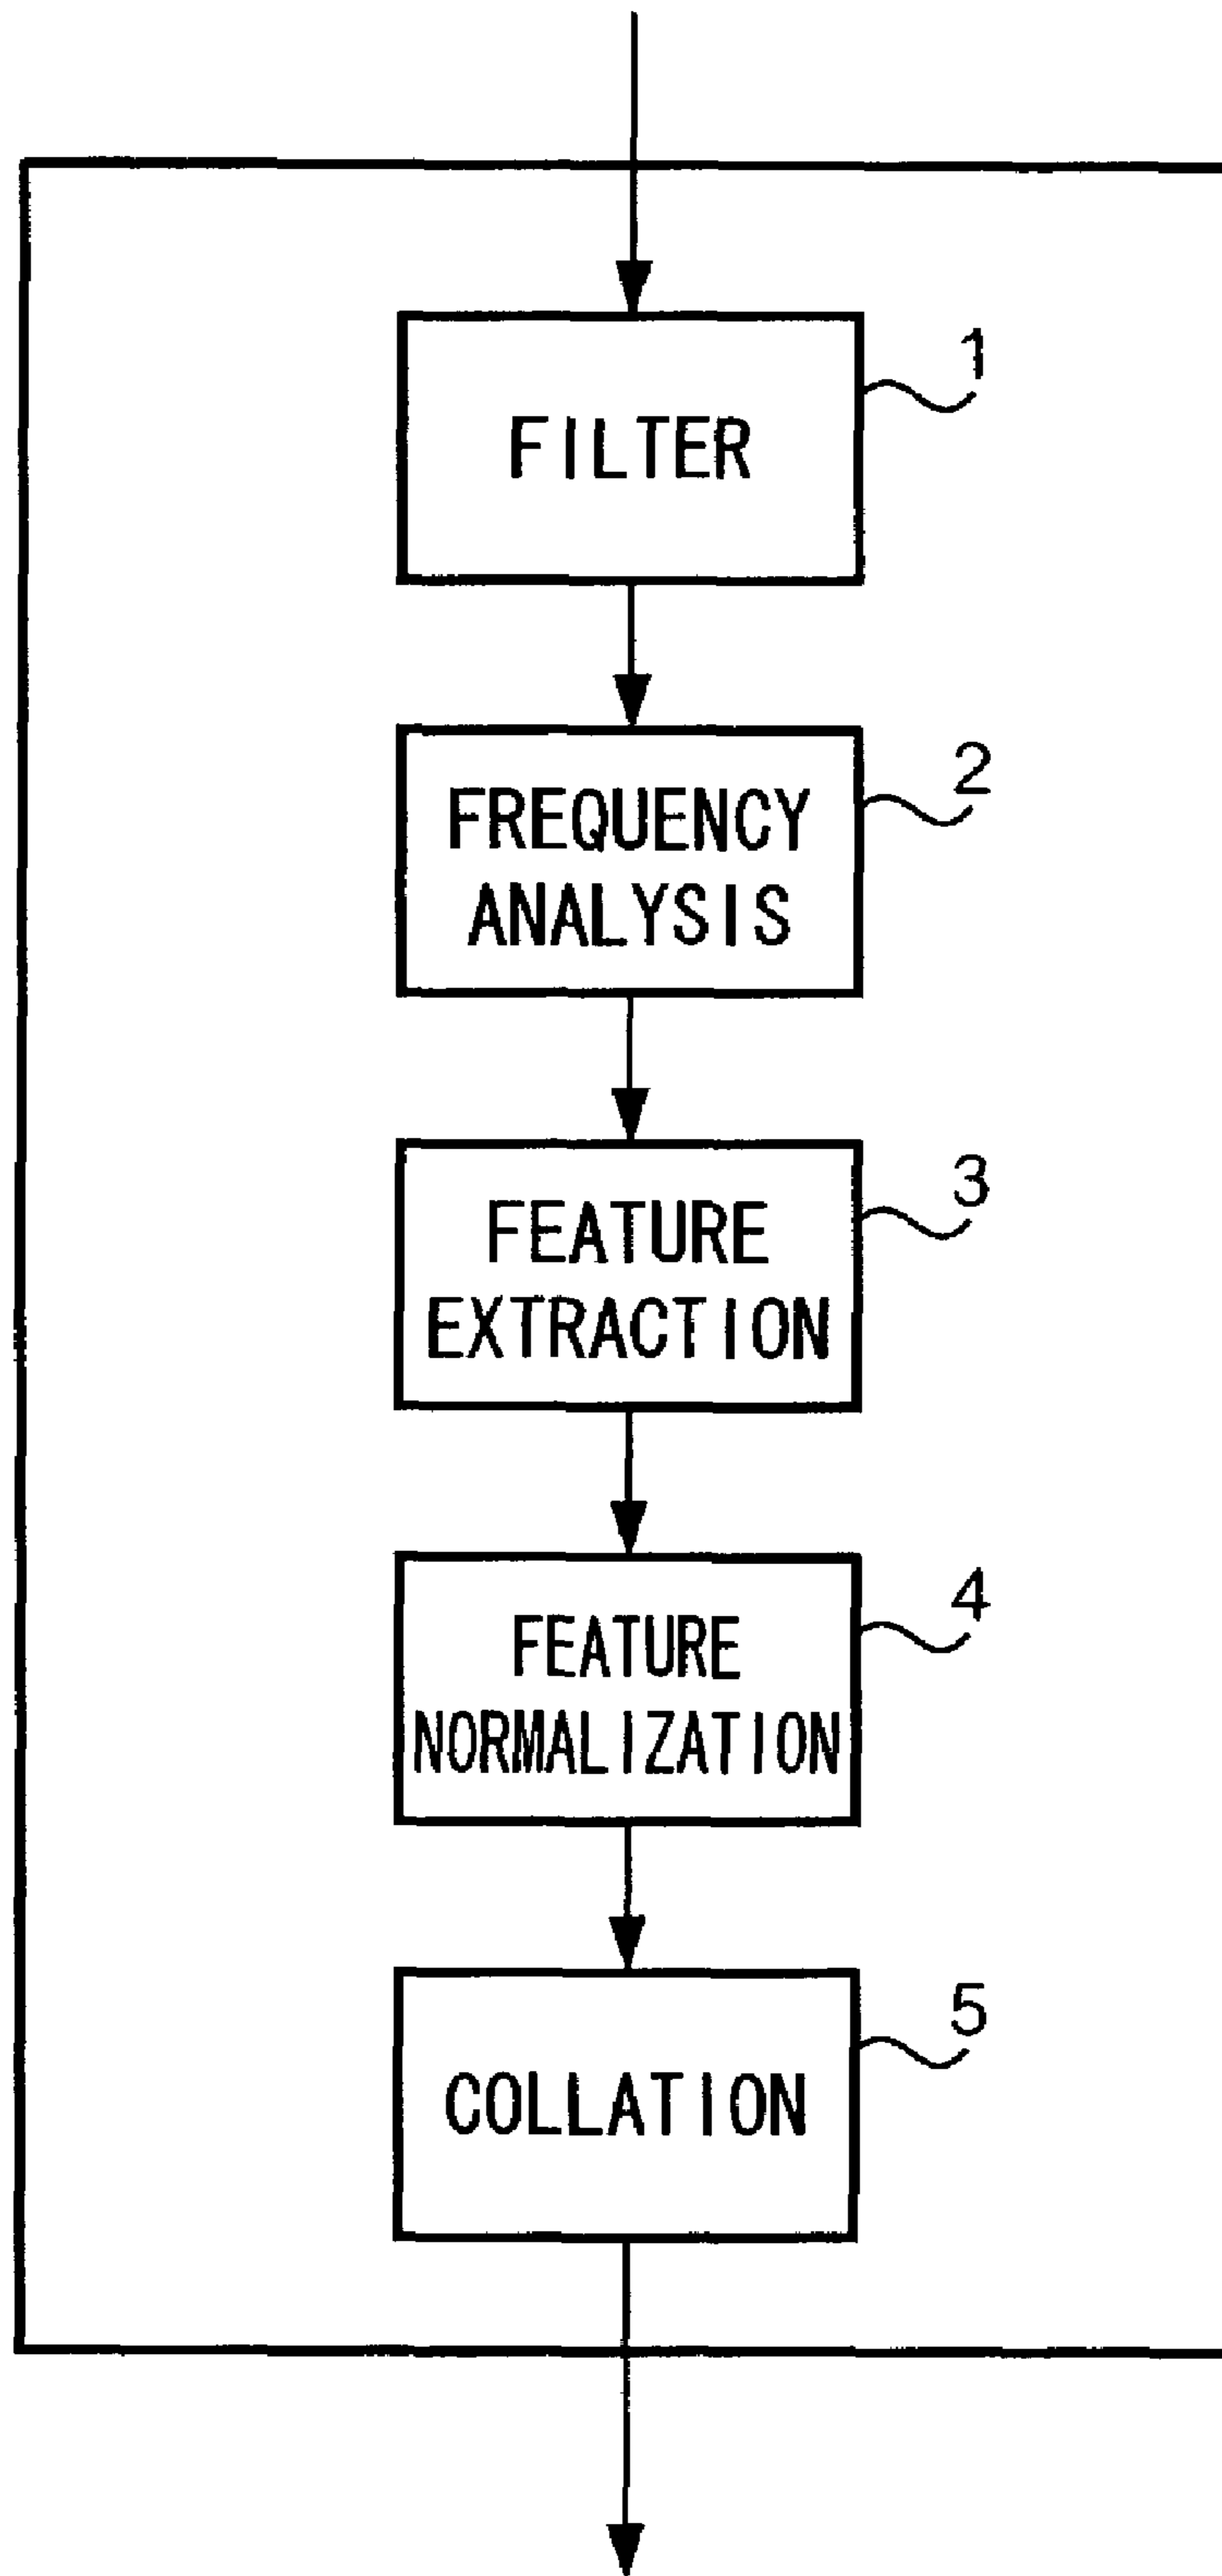 1
FILTER
2
FREQUENCY
ANALYSIS
3
FEATURE
EXTRACTION
4
FEATURE
NORMALIZATION
5
COLLATION